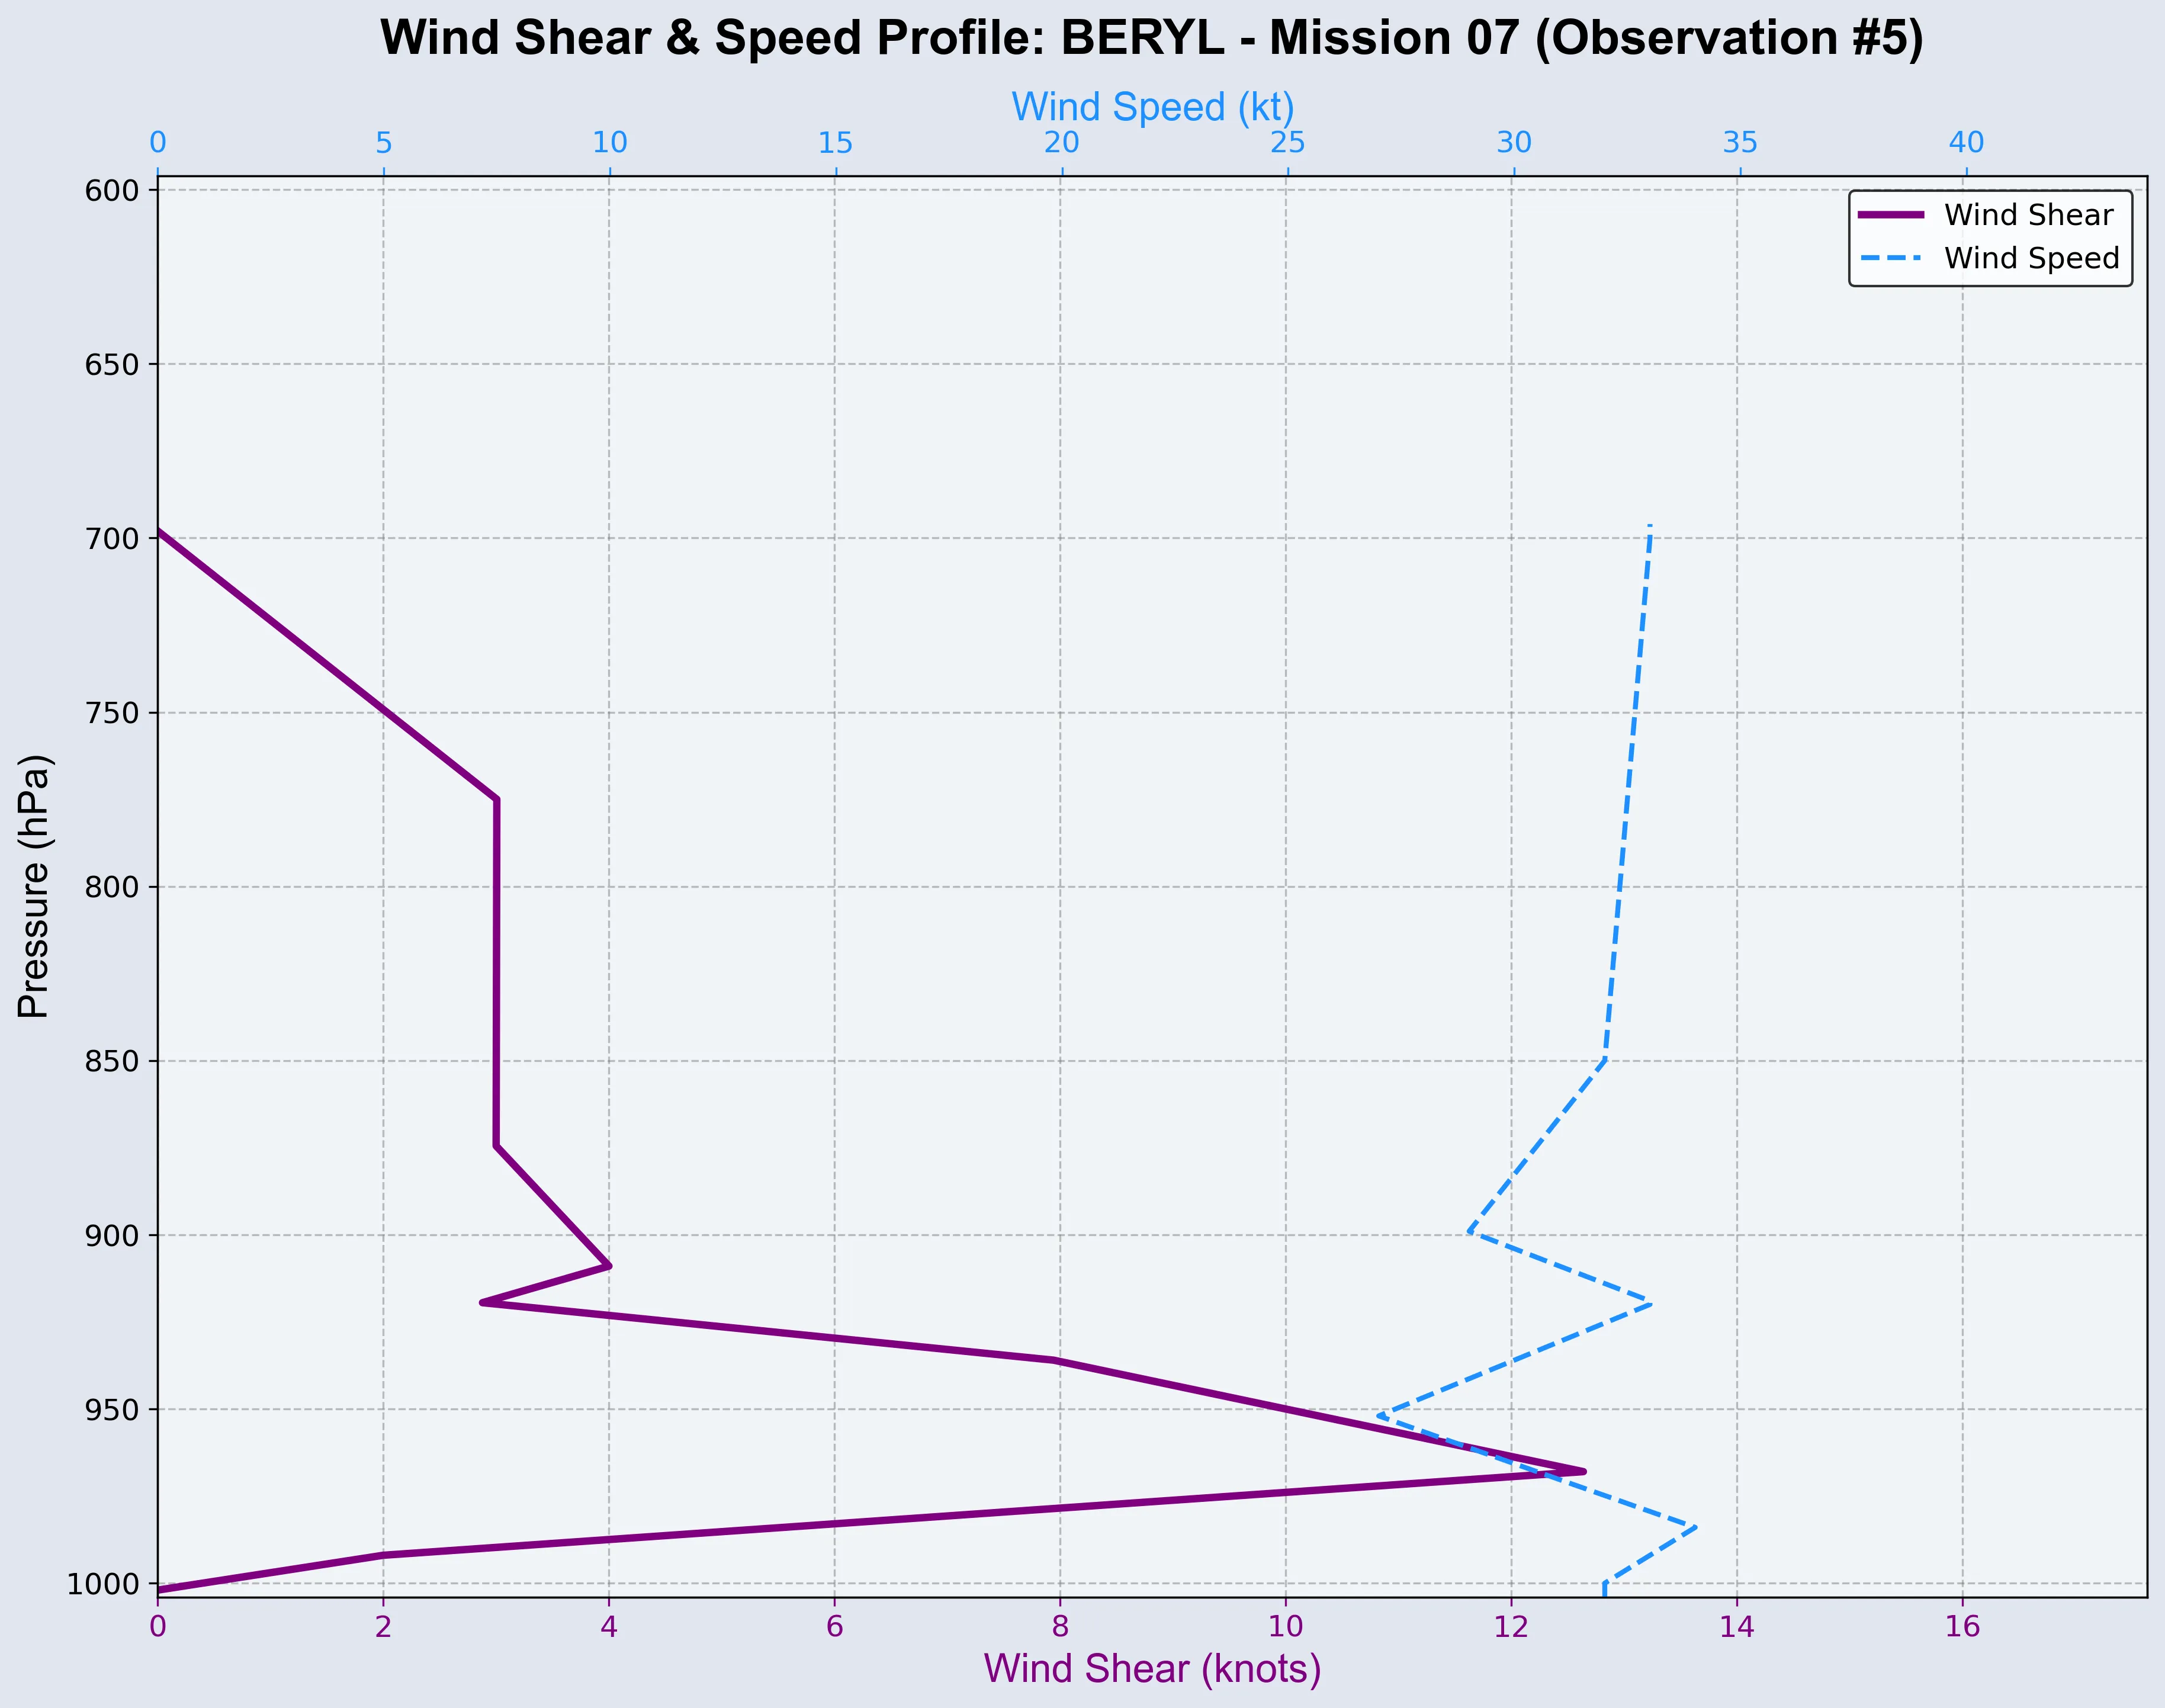 Wind Shear & Speed Profile: BERYL - Mission 07 (Observation #5)
Wind Speed (kt)
0 5 10 15 20 25 30 35 40
Wind Shear
Wind Speed
Pressure (hPa)
600
650
700
750
800
850
900
950
1000
0 2 4 6 8 10 12 14 16
Wind Shear (knots)